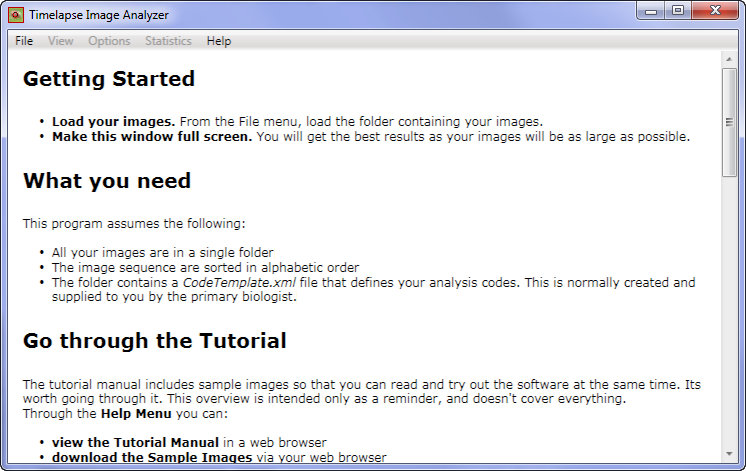 Timelapse Image Analyzer
File View Options Statistics Help
Getting Started
• Load your images. From the File menu, load the folder containing your images.
• Make this window full screen. You will get the best results as your images will be as large as possible.
What you need
This program assumes the following:
• All your images are in a single folder
• The image sequence are sorted in alphabetic order
• The folder contains a CodeTemplate.xml file that defines your analysis codes. This is normally created and
supplied to you by the primary biologist.
Go through the Tutorial
The tutorial manual includes sample images so that you can read and try out the software at the same time. Its
worth going through it. This overview is intended only as a reminder, and doesn't cover everything.
Through the Help Menu you can:
• view the Tutorial Manual in a web browser
• download the Sample Images via your web browser